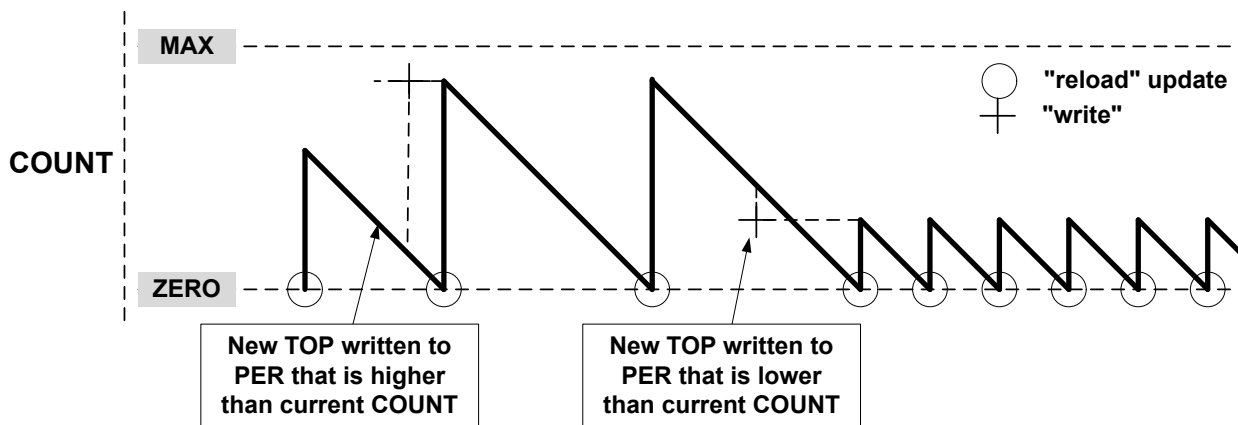 MAX
"reload" update
"write"
COUNT
ZERO
New TOP written to
PER that is higher
than current COUNT
New TOP written to
PER that is lower
than current COUNT